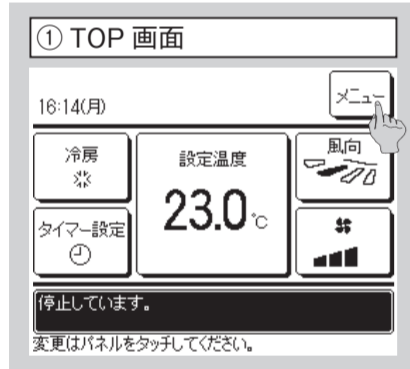 ① TOP 画面
16:14(月)
メニュー
冷房
設定温度
風向
タイマー設定
23.0℃
停止しています。
変更はパネルをタッチしてください。